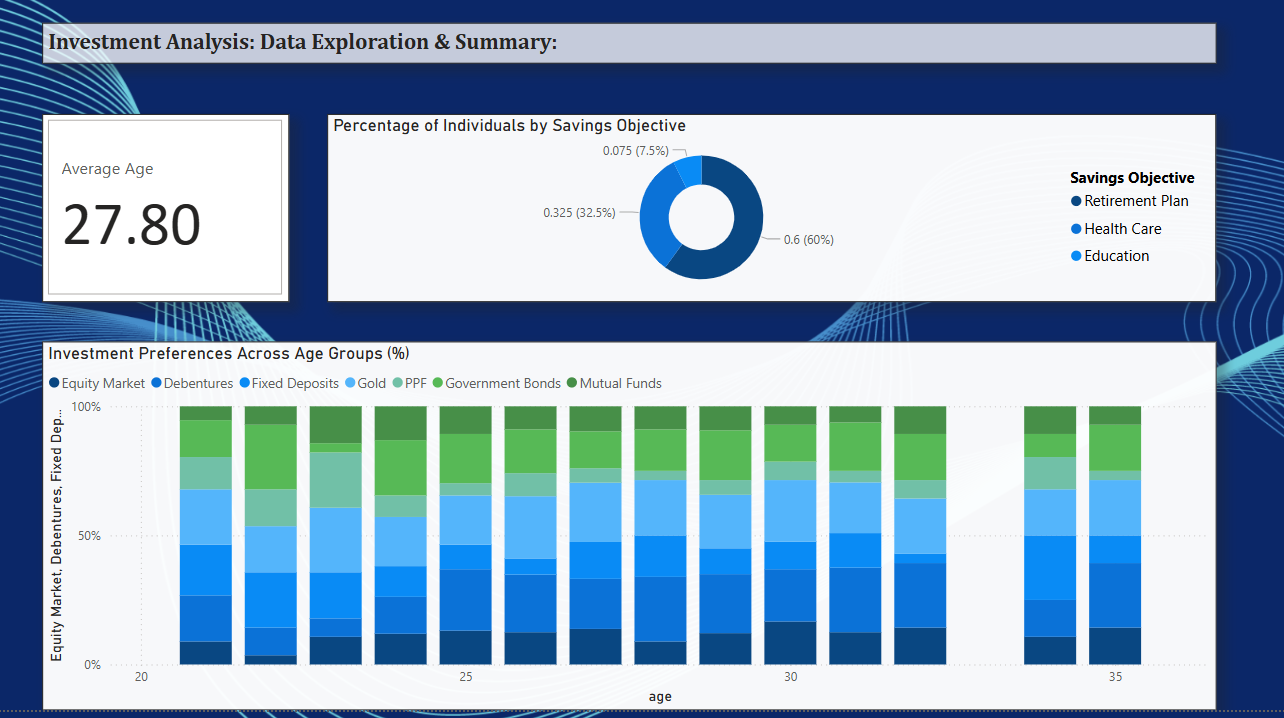 Investment Analysis: Data Exploration & Summary:
Average Age
27.80
Percentage of Individuals by Savings Objective
0.075 (7.5%)
0.325 (32.5%)
0.6 (60%)
Savings Objective
Retirement Plan
Health Care
Education
Investment Preferences Across Age Groups (%)
Equity Market Debentures Fixed Deposits Gold PPF Government Bonds Mutual Funds
Equity Market, Debentures, Fixed Dep...
100%
50%
0%
20 25 30 35
age